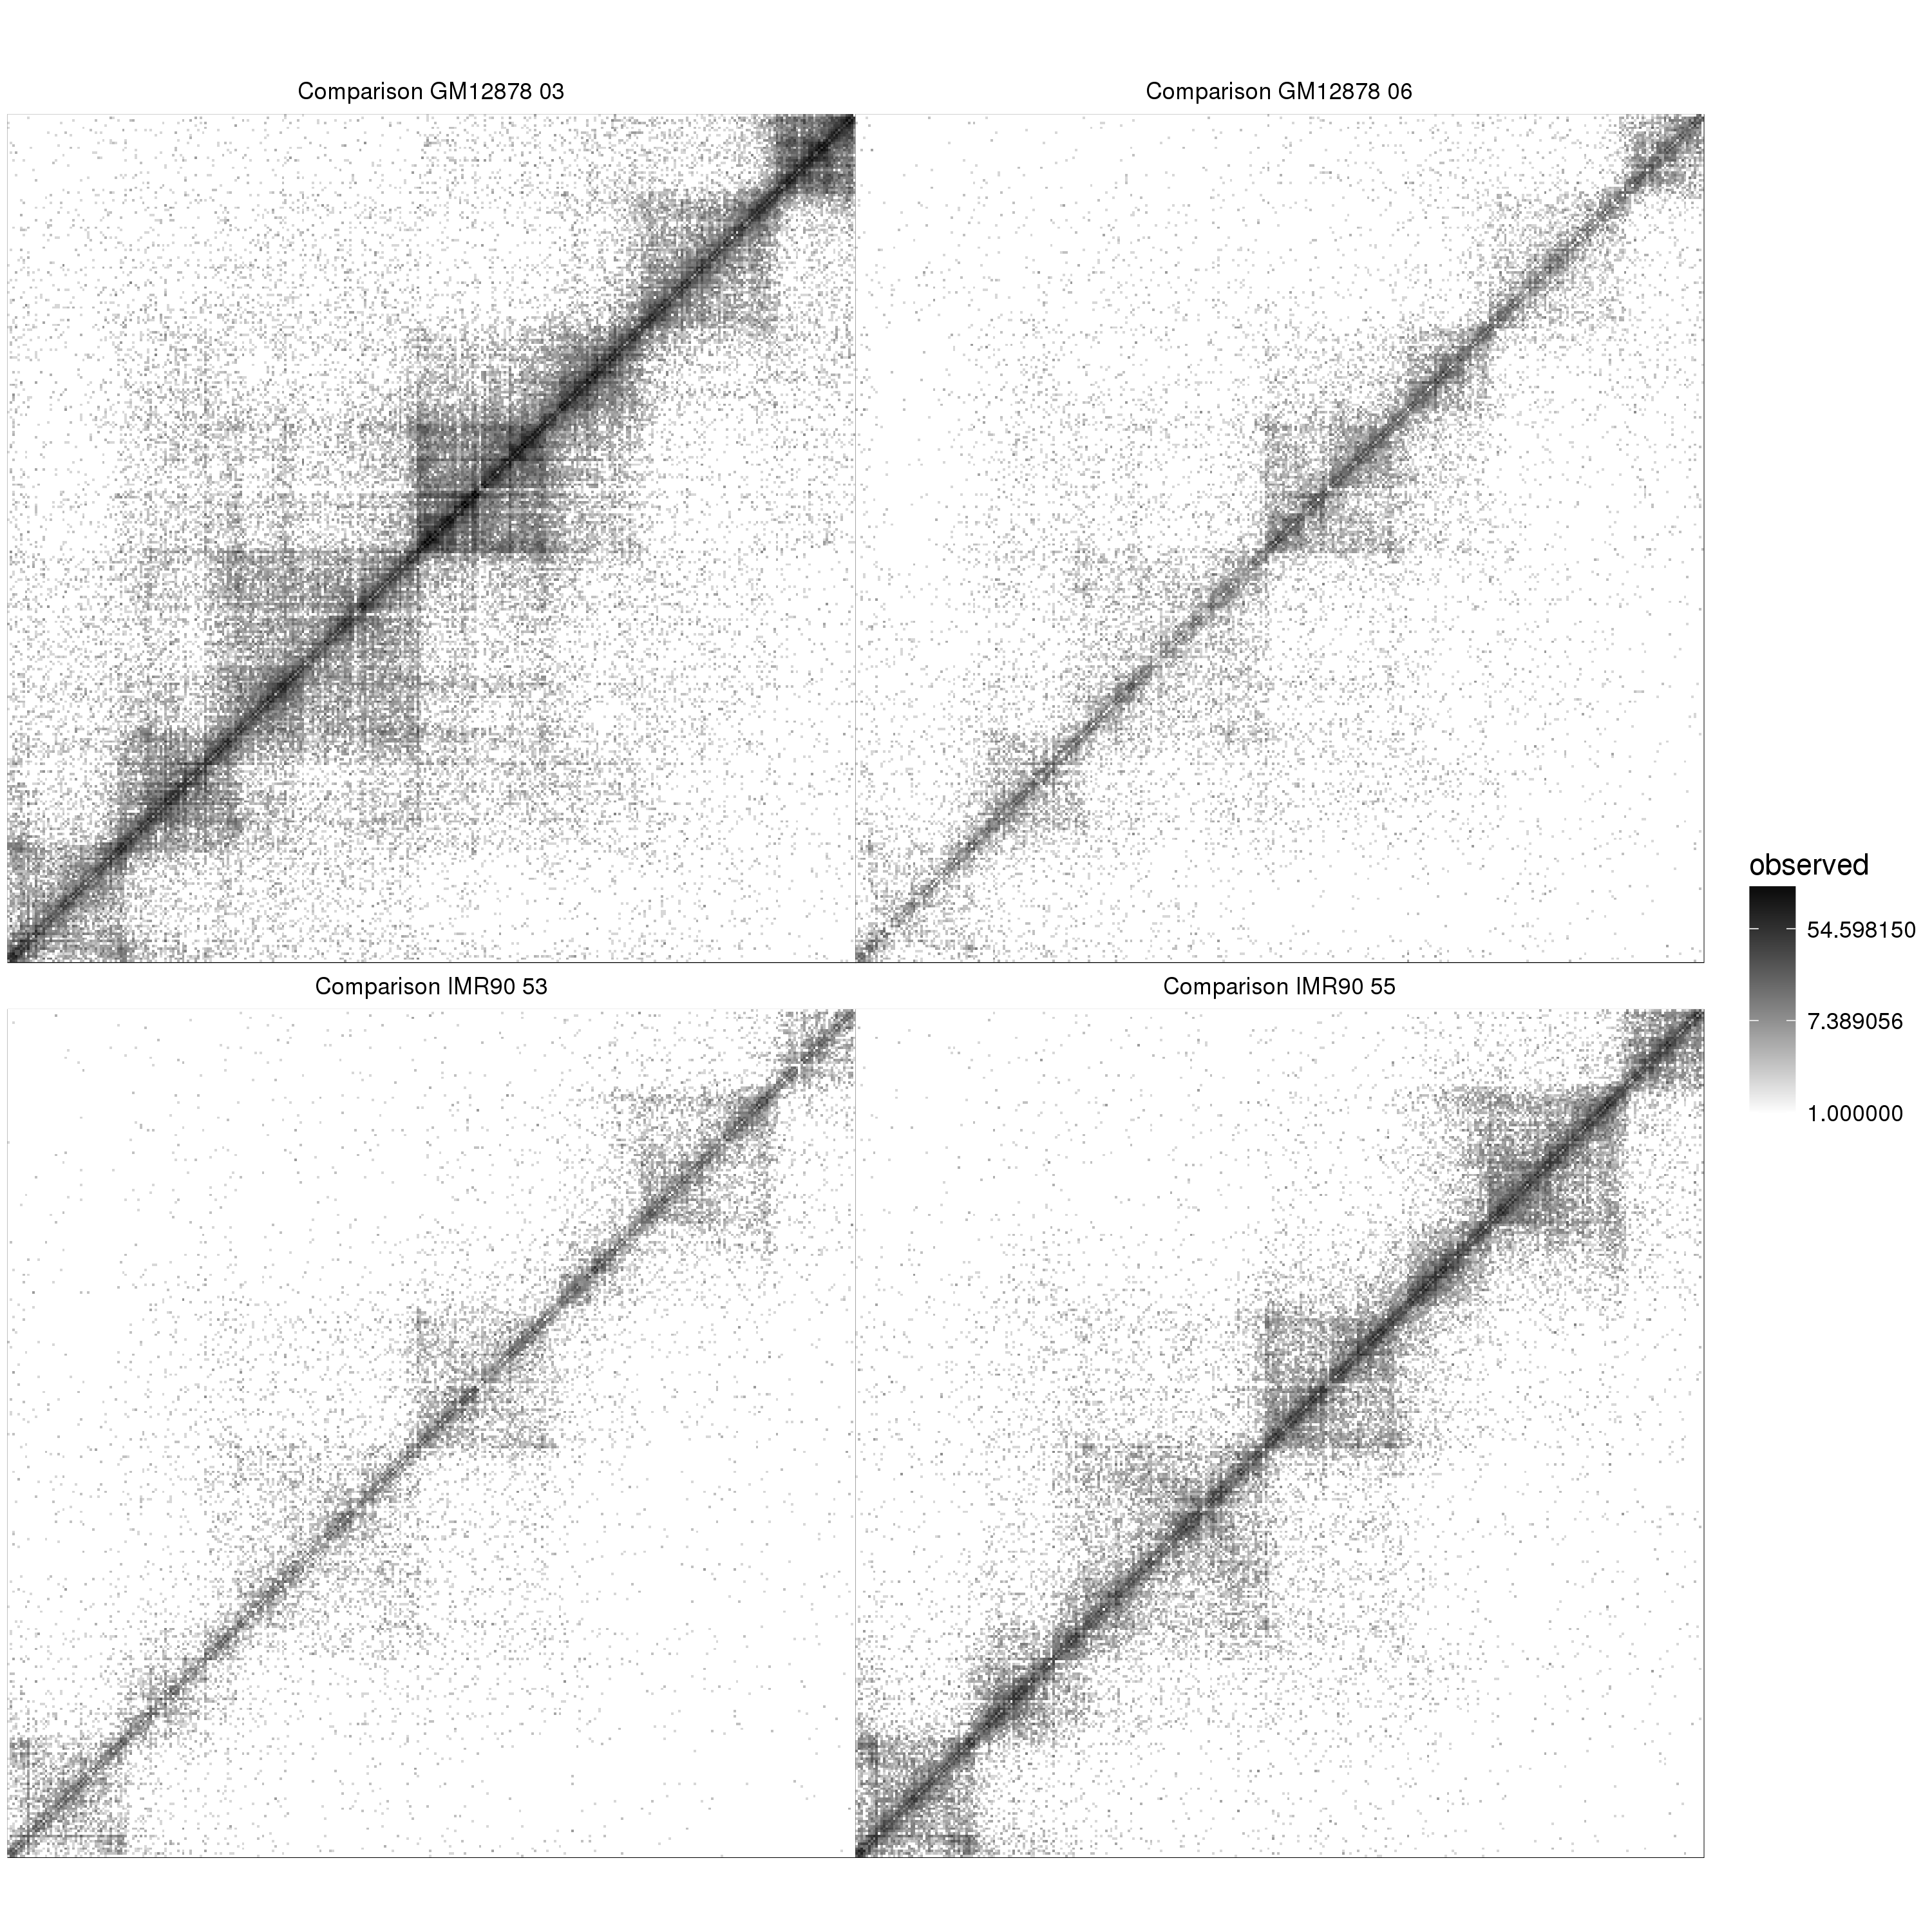 Comparison GM12878 03
Comparison GM12878 06
Comparison IMR90 53
Comparison IMR90 55
observed
54.598150
7.389056
1.000000